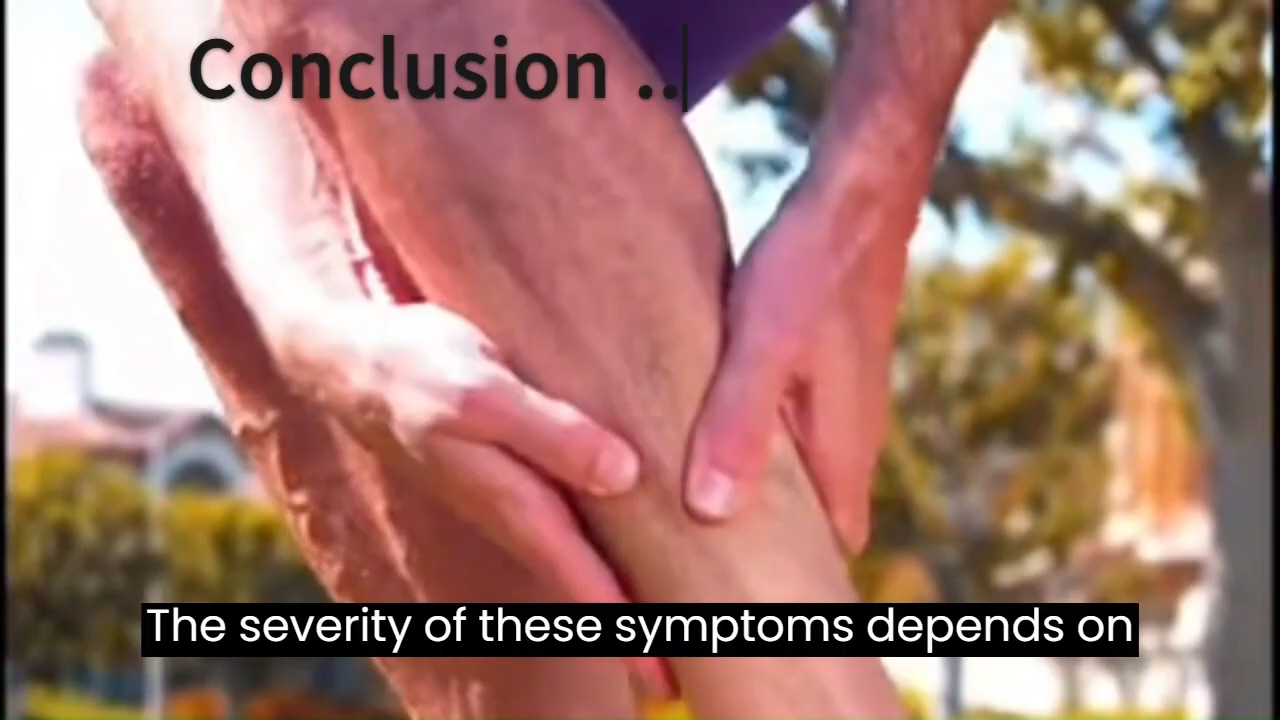 Conclusion ..
The severity of these symptoms depends on